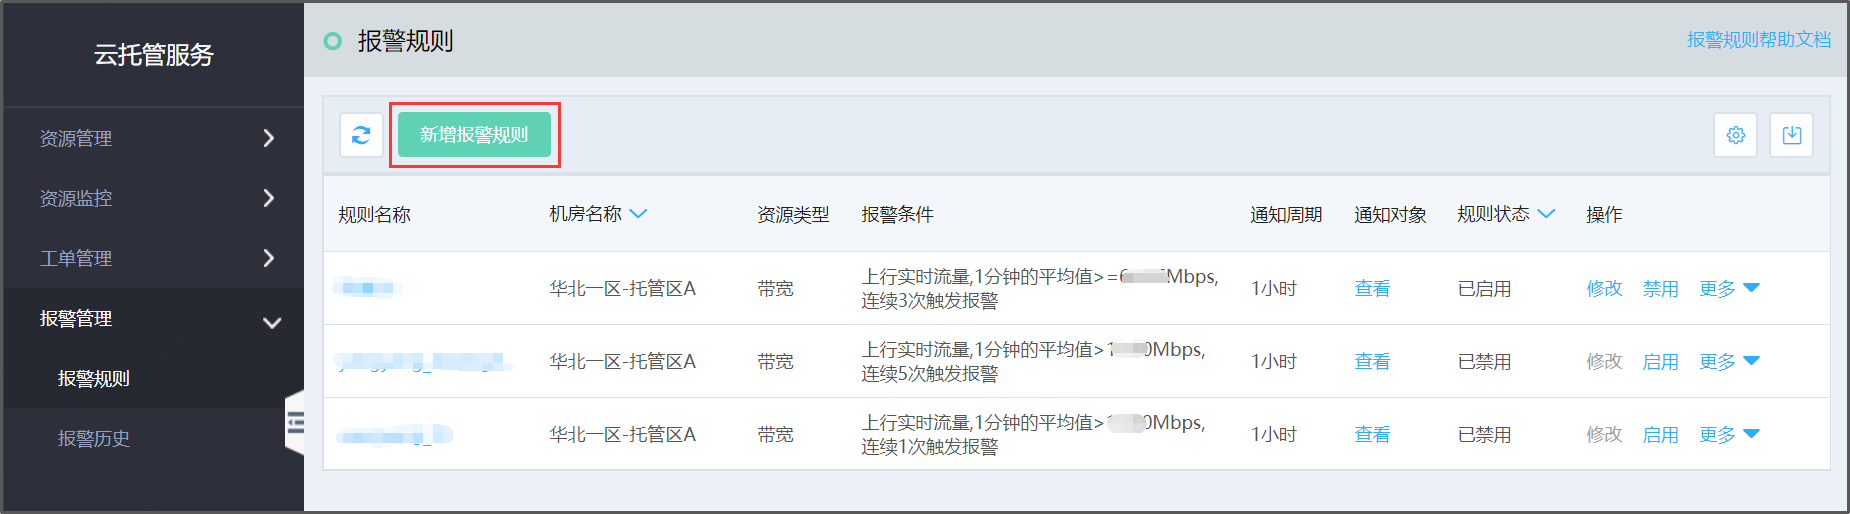 云托管服务
资源管理
资源监控
工单管理
报警管理
报警规则
报警历史
报警规则
报警规则帮助文档
新增报警规则
规则名称 机房名称 资源类型 报警条件 通知周期 通知对象 规则状态 操作
华北一区-托管区A 带宽 上行实时流量,1分钟的平均值>= Mbps,
连续3次触发报警 1小时 查看 已启用 修改 禁用 更多
华北一区-托管区A 带宽 上行实时流量,1分钟的平均值> Mbps,
连续5次触发报警 1小时 查看 已禁用 修改 启用 更多
华北一区-托管区A 带宽 上行实时流量,1分钟的平均值> Mbps,
连续1次触发报警 1小时 查看 已禁用 修改 启用 更多